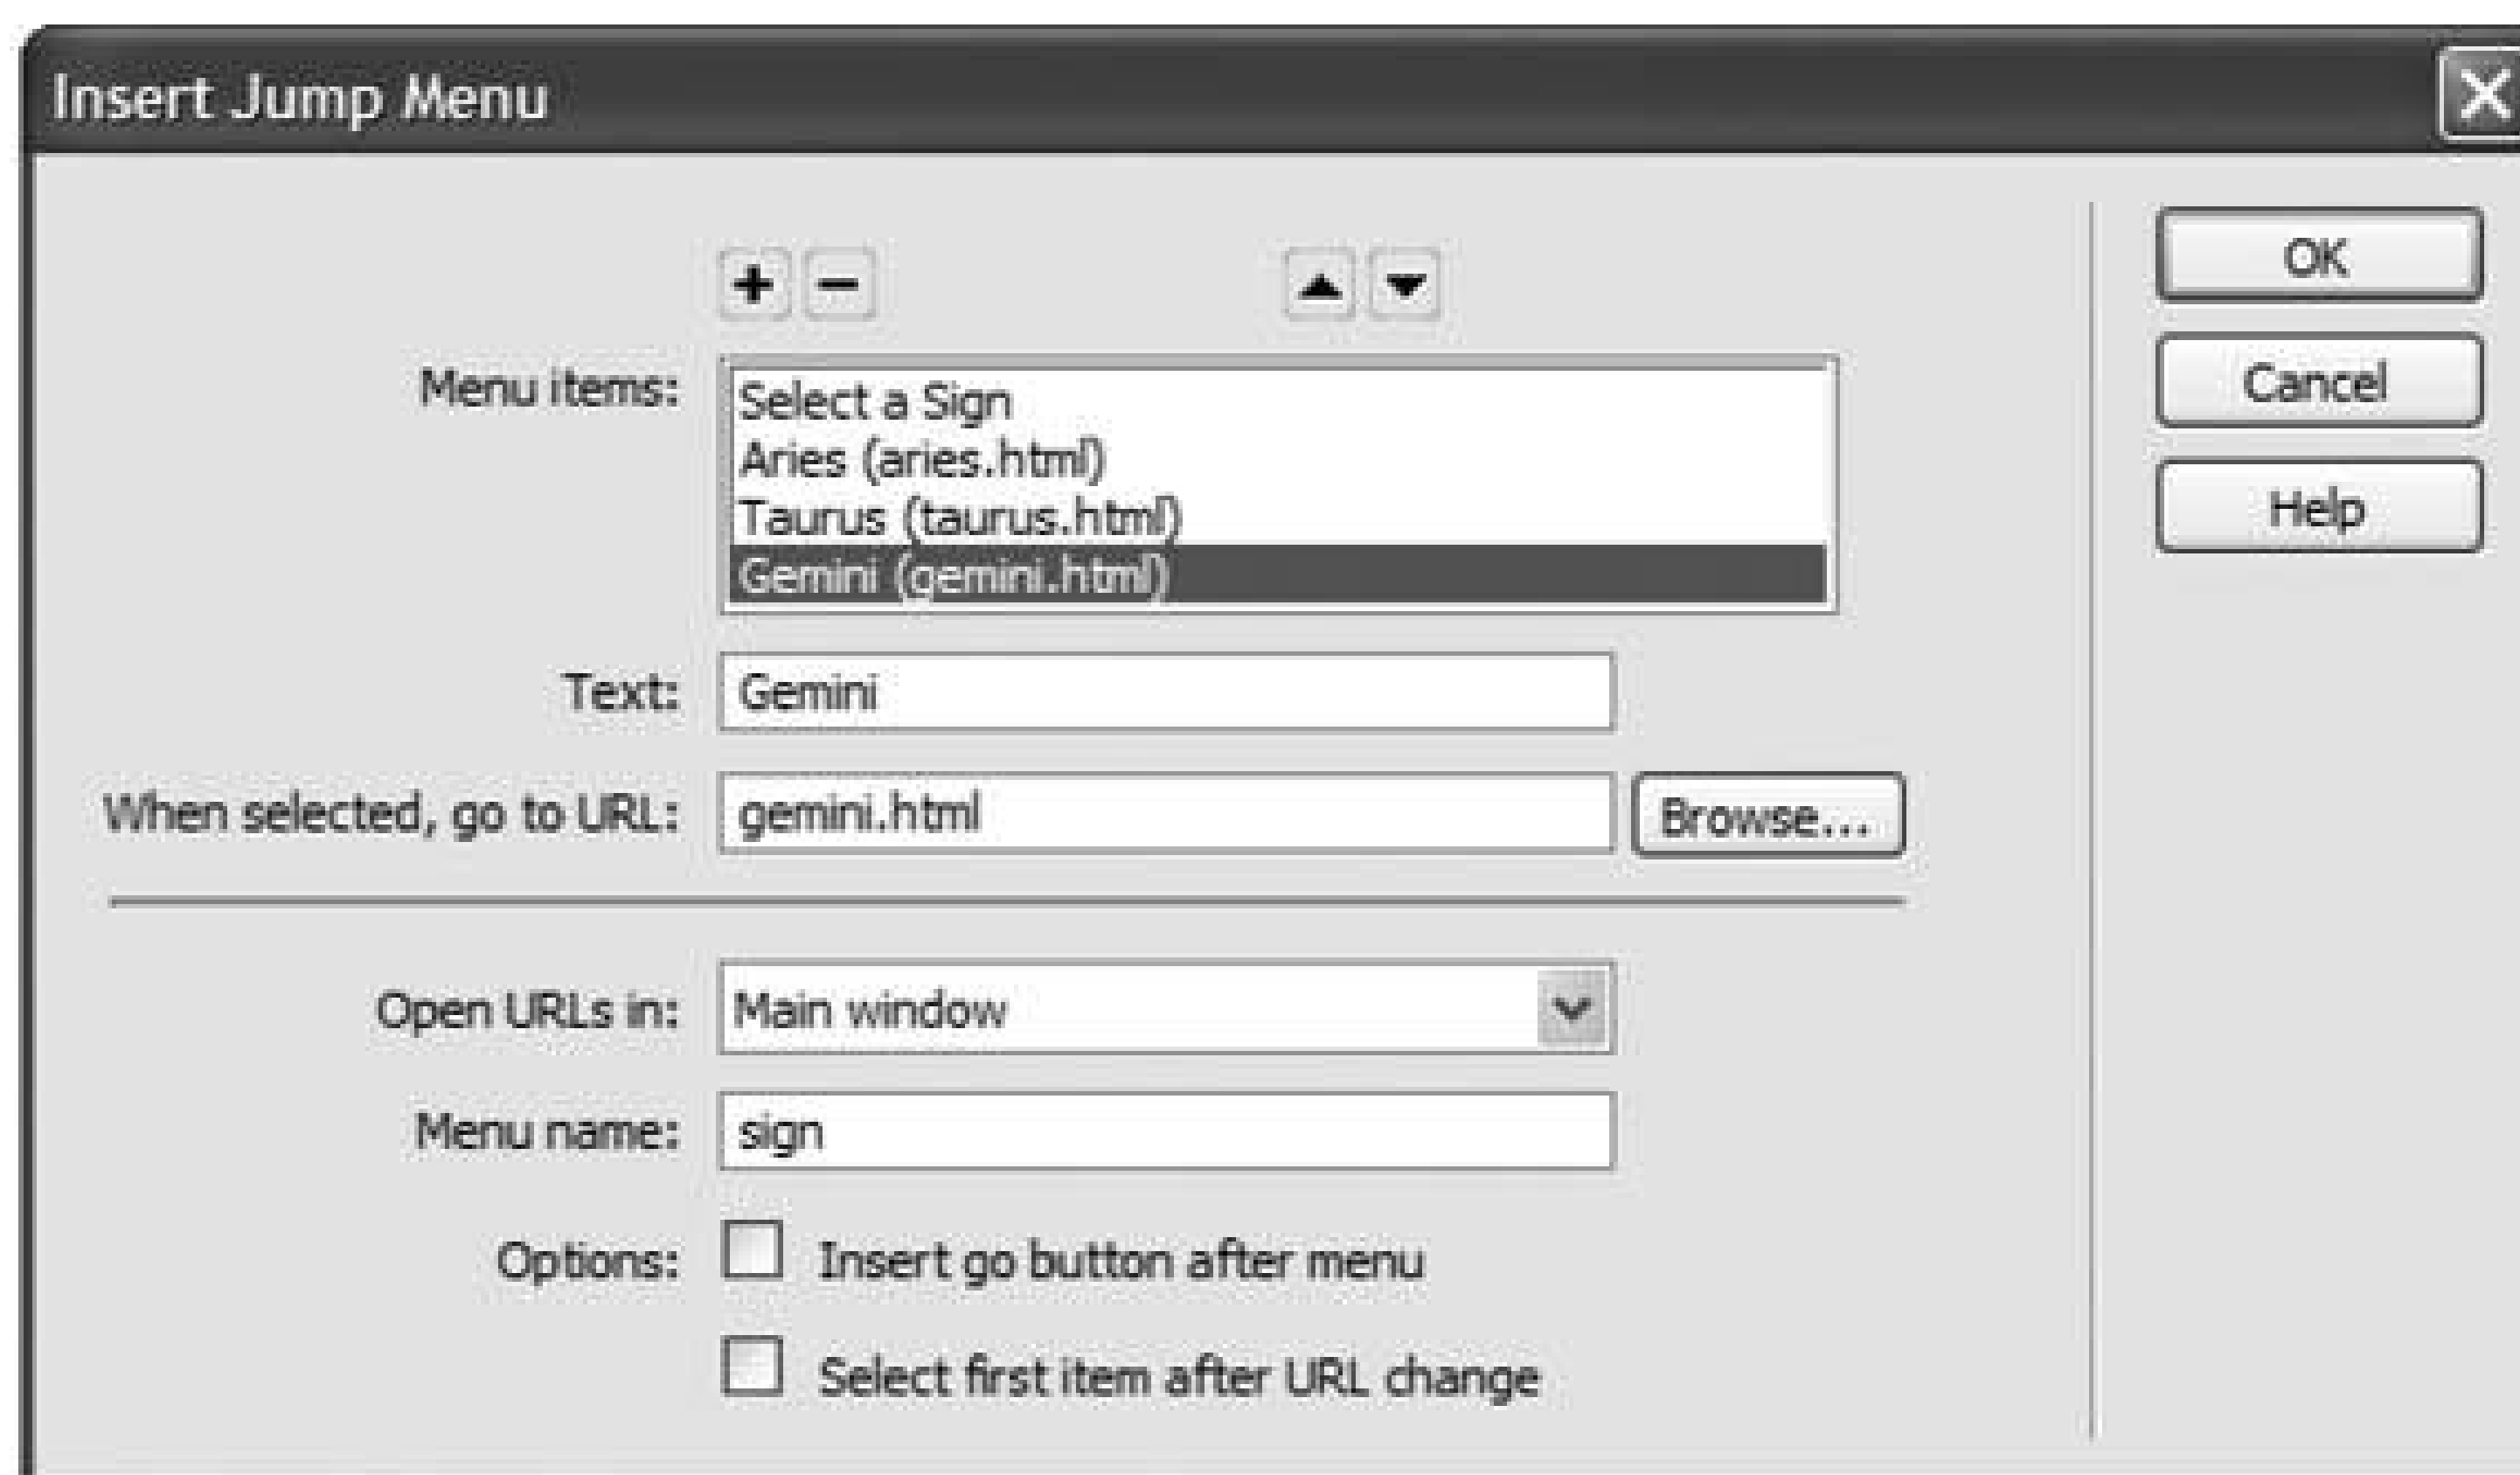 Insert Jump Menu
OK
Cancel
Help
Menu items:
Select a Sign
Aries (aries.html)
Taurus (taurus.html)
Gemini (gemini.html)
Text: Gemini
When selected, go to URL: gemini.html Browse...
Open URLs in: Main window
Menu name: sign
Options: Insert go button after menu
Select first item after URL change